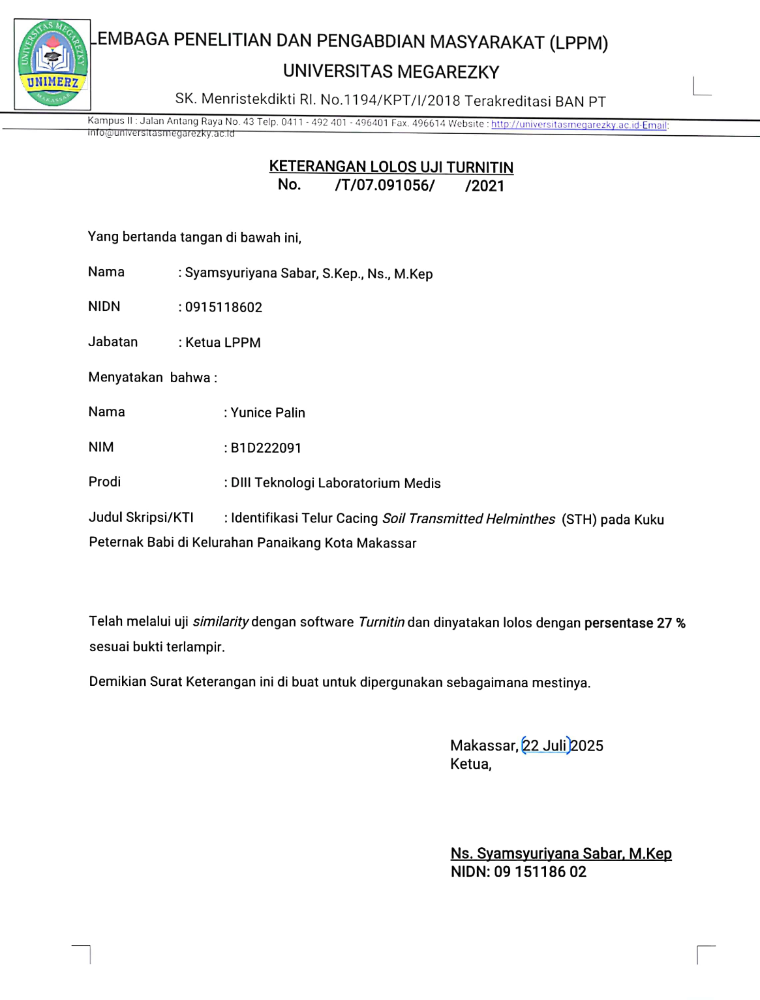 UNIVERSITAS MEGAREZKY
UNIMERZ
MAKASSAR
LEMBAGA PENELITIAN DAN PENGABDIAN MASYARAKAT (LPPM)
UNIVERSITAS MEGAREZKY
SK. Menristekdikti RI. No.1194/KPT/I/2018 Terakreditasi BAN PT
Kampus II : Jalan Antang Raya No. 43 Telp. 0411 - 492 401 - 496401 Fax. 496614 Website : http://universitasmegarezky.ac.id-Email:
info@universitasmegarezky.ac.id
KETERANGAN LOLOS UJI TURNITIN
No. /T/07.091056/ /2021
Yang bertanda tangan di bawah ini,
Nama : Syamsyuriyana Sabar, S.Kep., Ns., M.Kep
NIDN : 0915118602
Jabatan : Ketua LPPM
Menyatakan bahwa :
Nama : Yunice Palin
NIM : B1D222091
Prodi : DIII Teknologi Laboratorium Medis
Judul Skripsi/KTI : Identifikasi Telur Cacing Soil Transmitted Helminthes (STH) pada Kuku
Peternak Babi di Kelurahan Panaikang Kota Makassar
Telah melalui uji similarity dengan software Turnitin dan dinyatakan lolos dengan persentase 27 %
sesuai bukti terlampir.
Demikian Surat Keterangan ini di buat untuk dipergunakan sebagaimana mestinya.
Makassar, 22 Juli 2025
Ketua,
Ns. Syamsyuriyana Sabar, M.Kep
NIDN: 09 151186 02